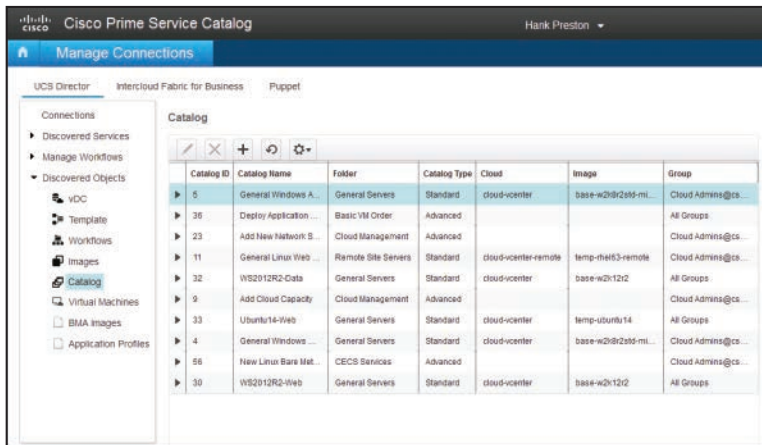 cisco Cisco Prime Service Catalog Hank Preston
Manage Connections
UCS Director Intercloud Fabric for Business Puppet
Connections
Discovered Services
Manage Workflows
Discovered Objects
vDC
Template
Workflows
Images
Catalog
Virtual Machines
BMA Images
Application Profiles
Catalog
Catalog ID Catalog Name Folder Catalog Type Cloud Image Group
5 General Windows A... General Servers Standard cloud-vcenter base-w2k8r2std-mi... Cloud Admins@cs...
36 Deploy Application ... Basic VM Order Advanced All Groups
23 Add New Network S... Cloud Management Advanced Cloud Admins@cs...
11 General Linux Web ... Remote Site Servers Standard cloud-vcenter-remote temp-rhel63-remote Cloud Admins@cs...
32 WS2012R2-Data General Servers Standard cloud-vcenter base-w2k12r2 All Groups
9 Add Cloud Capacity Cloud Management Advanced Cloud Admins@cs...
33 Ubuntu14-Web General Servers Standard cloud-vcenter temp-ubuntu14 All Groups
4 General Windows ... General Servers Standard cloud-vcenter base-w2k8r2std-mi... Cloud Admins@cs...
56 New Linux Bare Met... CECS Services Advanced Cloud Admins@cs...
30 WS2012R2-Web General Servers Standard cloud-vcenter base-w2k12r2 All Groups